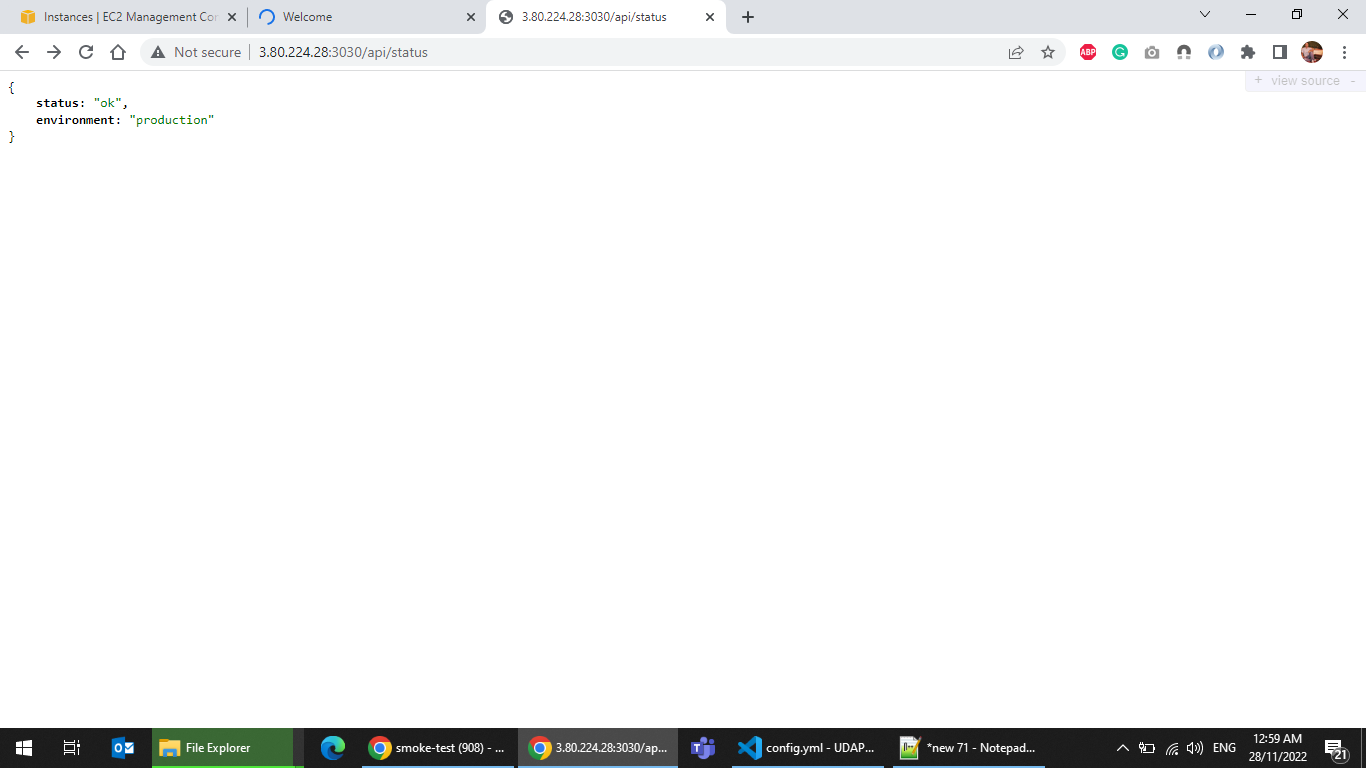 Instances | EC2 Management Con
Welcome
3.80.224.28:3030/api/status
Not secure
3.80.224.28:3030/api/status
ABP
G
+ view source -
{
status: "ok",
environment: "production"
}
File Explorer
smoke-test (908) - ...
3.80.224.28:3030/ap...
config.yml - UDAP...
*new 71 - Notepad...
ENG
12:59 AM
28/11/2022
21